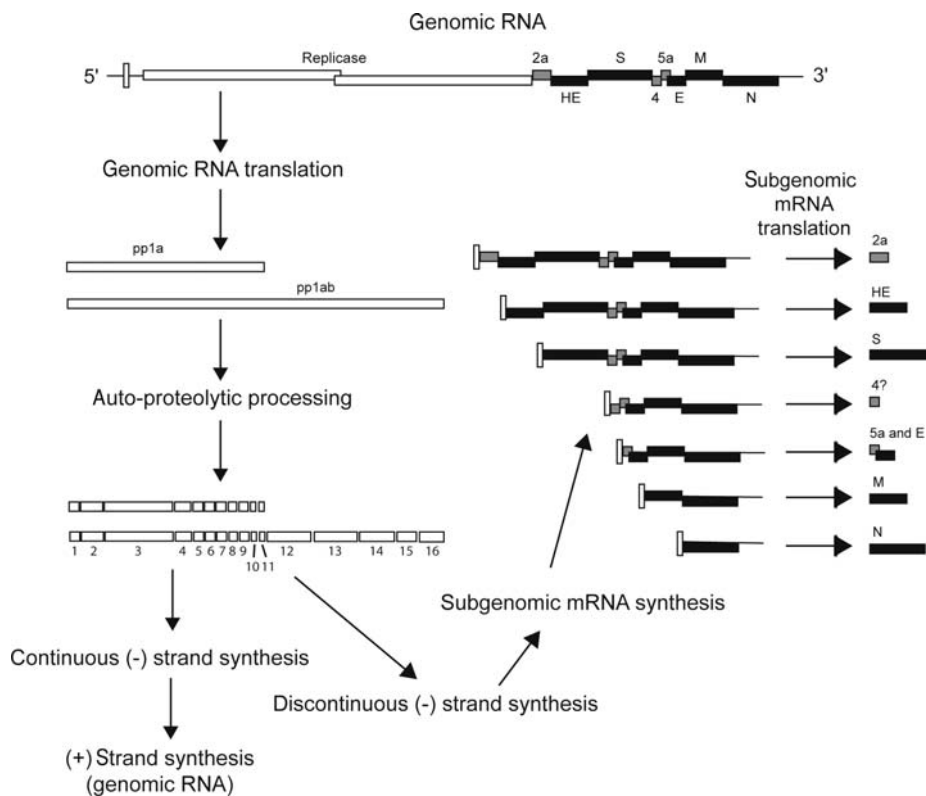 Genomic RNA
Replicase
2a S 5a M
5' 3'
HE 4 E N
Genomic RNA translation
Subgenomic
mRNA
translation
pp1a
2a
pp1ab
HE
S
Auto-proteolytic processing
4?
5a and E
M
N
1 2 3 4 5 6 7 8 9 10 11 12 13 14 15 16
Subgenomic mRNA synthesis
Continuous (-) strand synthesis
Discontinuous (-) strand synthesis
(+) Strand synthesis
(genomic RNA)